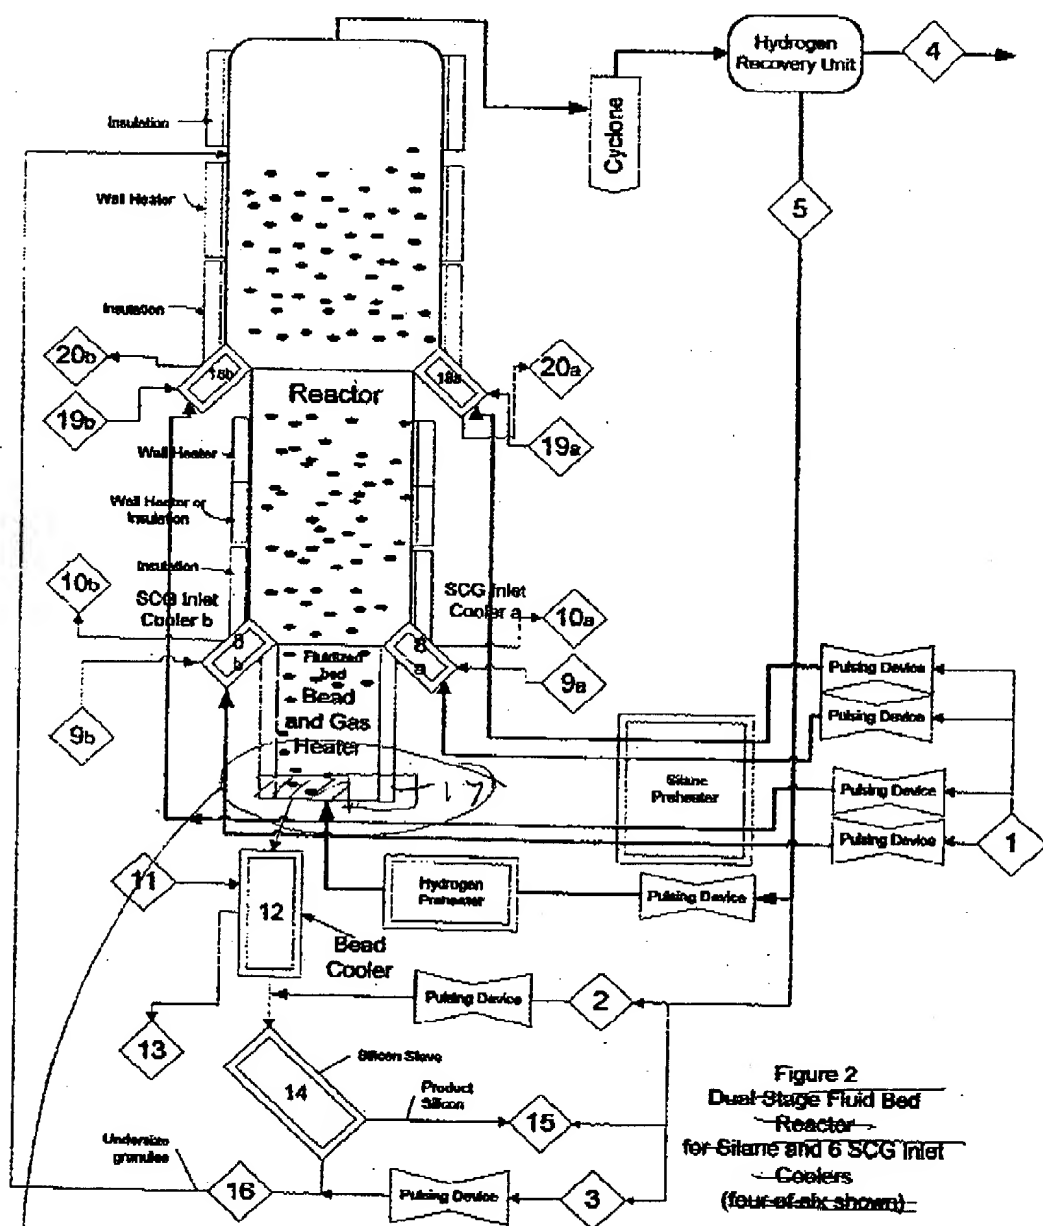 Hydrogen
Recovery Unit
4
Insulation
Cyclone
Wall Heater
5
Insulation
20b
18b
18a
20a
Reactor
19b
19a
Wall Heater
Wall Heater or
Insulation
Insulation
10b
SCG Inlet
Cooler b
SCG Inlet
Cooler a
10a
8
b
8
a
Fluidized
bed
Bead
and Gas
Heater
9a
9b
Pulsing Device
Pulsing Device
Silane
Preheater
17
Pulsing Device
Pulsing Device
1
11
12
Hydrogen
Preheater
Pulsing Device
Bead
Cooler
Pulsing Device
2
13
Silicon Sieve
14
Product
Silicon
15
Undersize
granules
16
Pulsing Device
3
Figure 2
Dual Stage Fluid Bed
Reactor
for Silane and 6 SCG Inlet
Coolers
(four of six shown)